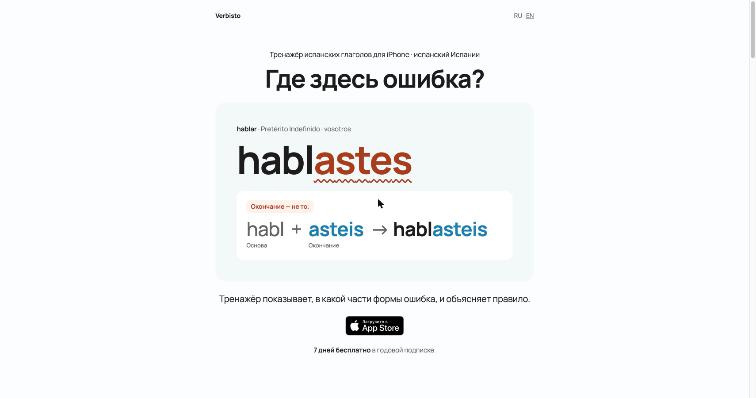 Verbisto
RU EN
Тренажёр испанских глаголов для iPhone · испанский Испании
Где здесь ошибка?
hablar · Pretérito Indefinido · vosotros
hablastes
Окончание — не то:
habl + asteis → hablasteis
Основа Окончание
Тренажёр показывает, в какой части формы ошибка, и объясняет правило.
Загрузите в
App Store
7 дней бесплатно в годовой подписке